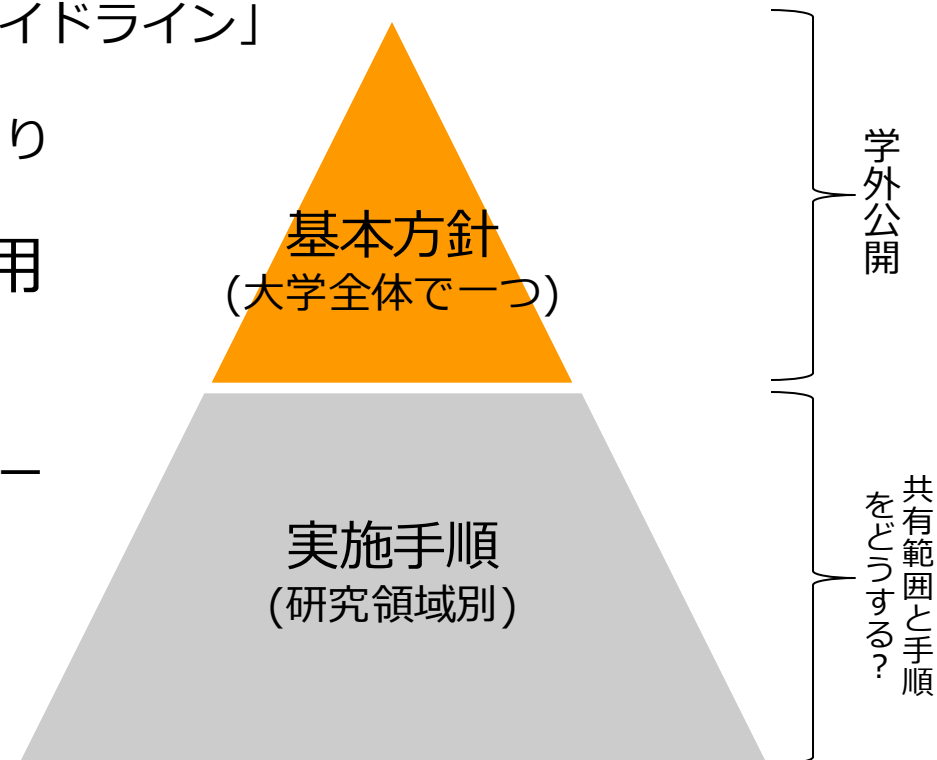 イドライン」
り
用
ー
基本方針
(大学全体で一つ)
実施手順
(研究領域別)
学外公開
共有範囲と手順
をどうする？